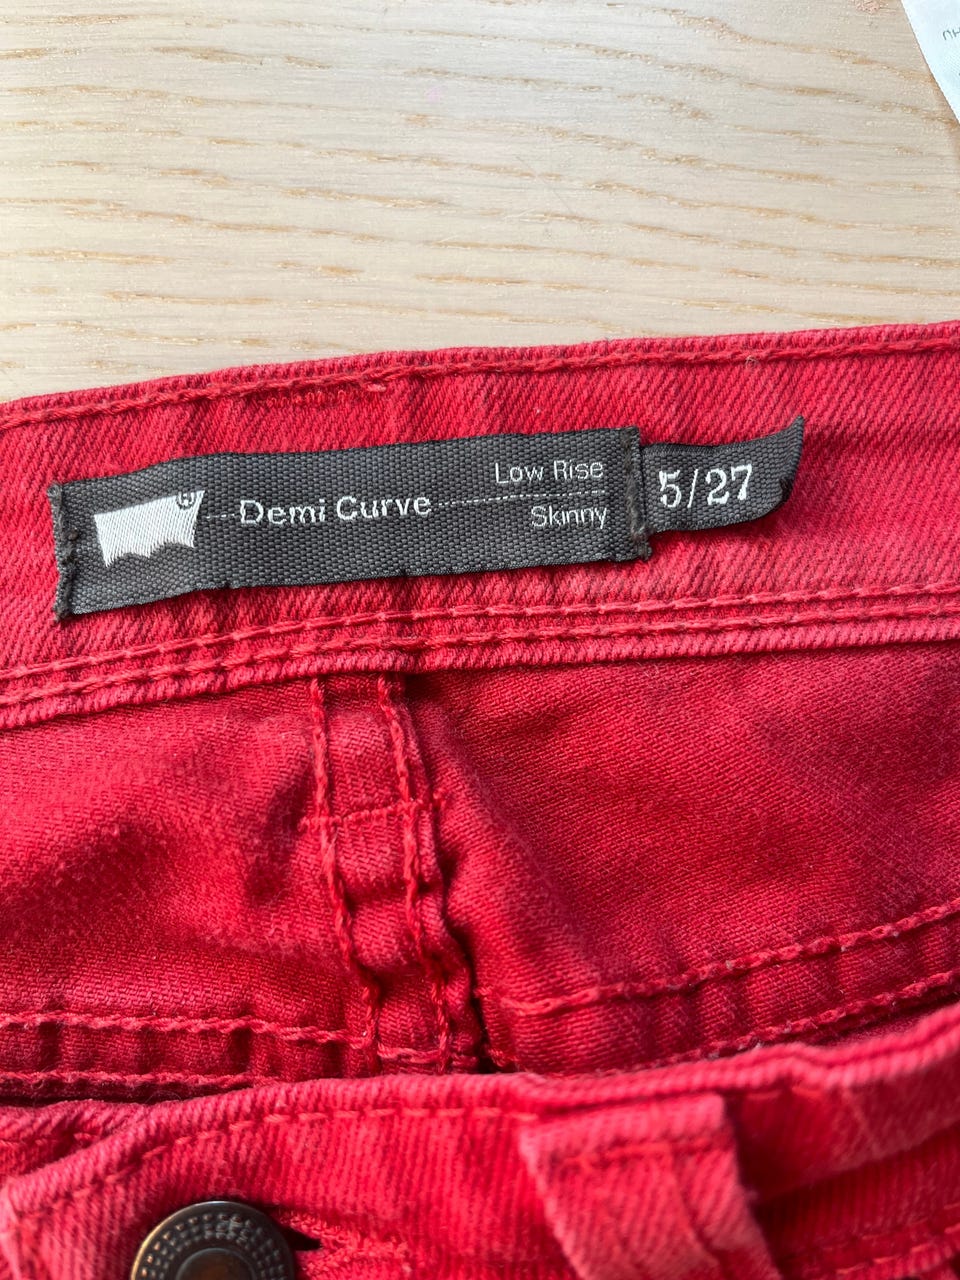 Demi Curve
Low Rise
Skinny
5/27